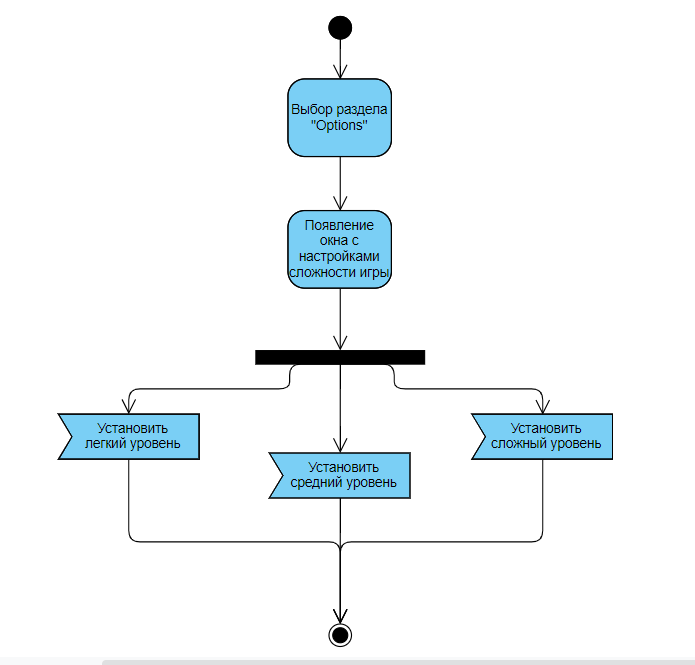 Выбор раздела
"Options"
Появление
окна с
настройками
сложности игры
Установить
легкий уровень
Установить
средний уровень
Установить
сложный уровень